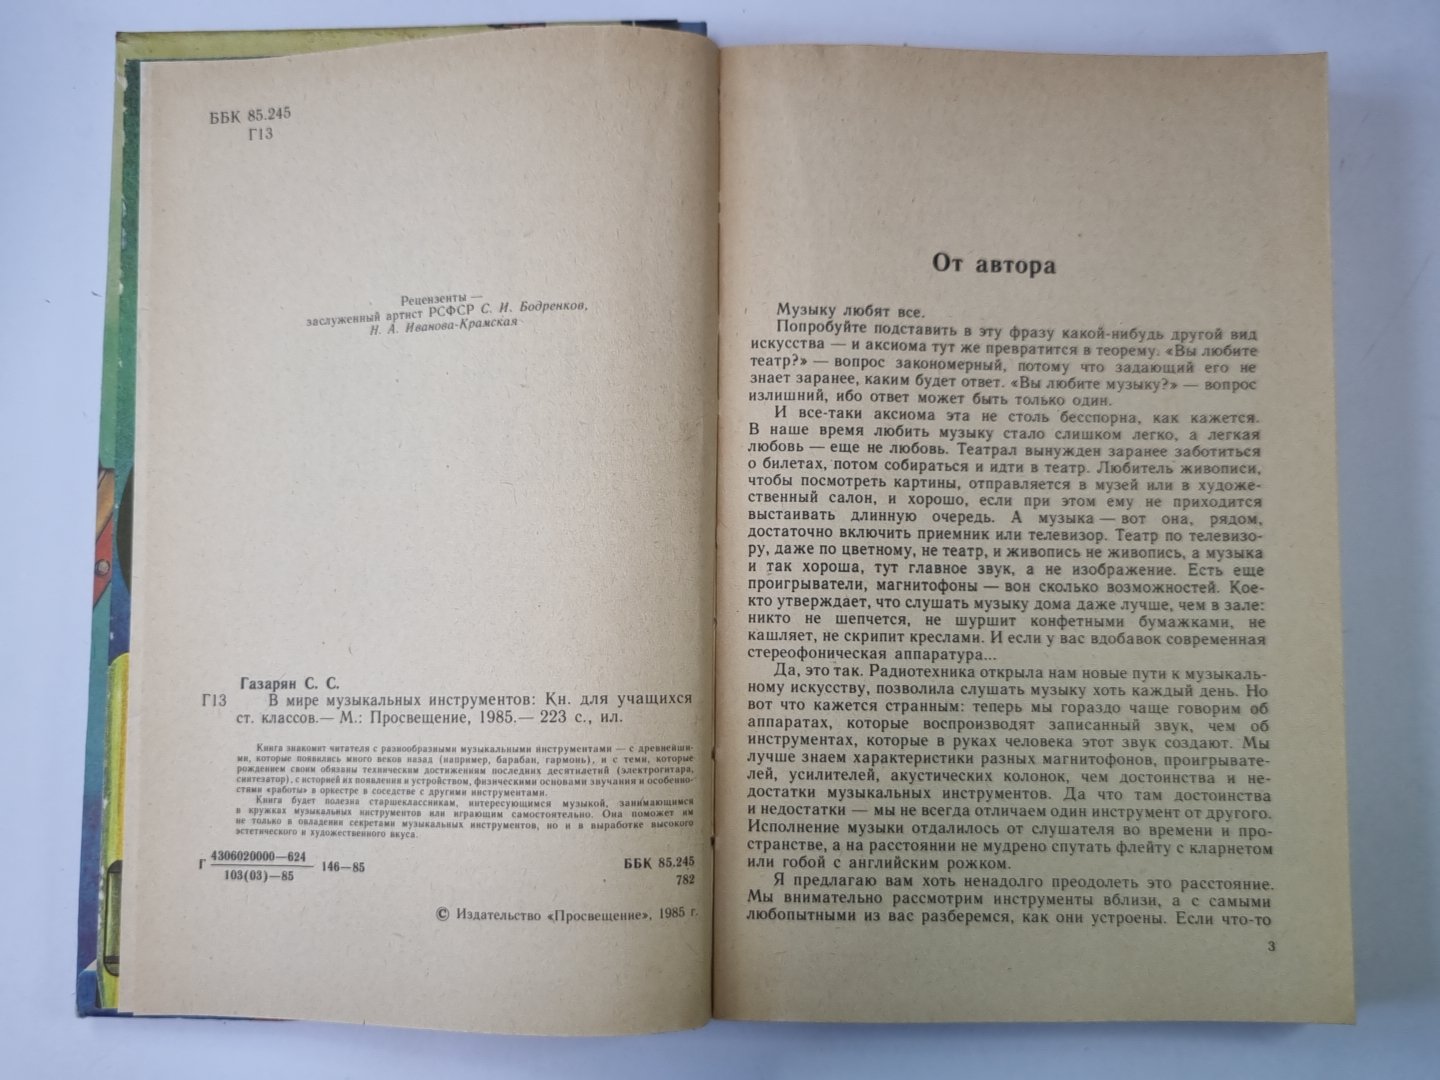 ББК 85.245
Г13
Рецензенты —
заслуженный артист РСФСР С. И. Бодренков,
Н. А. Иванова-Крамская
Газарян С. С.
Г13 В мире музыкальных инструментов: Кн. для учащихся
ст. классов.— М.: Просвещение, 1985.— 223 с., ил.
Книга знакомит читателя с разнообразными музыкальными инструментами — с древнейши-
ми, которые появились много веков назад (например, барабан, гармонь), и с теми, которые
рождением своим обязаны техническим достижениям последних десятилетий (электрогитара,
синтезатор), с историей их появления и устройством, физическими основами звучания и особенно-
стями «работы» в оркестре в соседстве с другими инструментами.
Книга будет полезна старшеклассникам, интересующимся музыкой, занимающимся
в кружках музыкальных инструментов или играющим самостоятельно. Она поможет им
не только в овладении секретами музыкальных инструментов, но и в выработке высокого
эстетического и художественного вкуса.
Г 4306020000—624
103(03)—85
146—85
ББК 85.245
782
© Издательство «Просвещение», 1985 г.
От автора
Музыку любят все.
Попробуйте подставить в эту фразу какой-нибудь другой вид
искусства — и аксиома тут же превратится в теорему. «Вы любите
театр?» — вопрос закономерный, потому что задающий его не
знает заранее, каким будет ответ. «Вы любите музыку?» — вопрос
излишний, ибо ответ может быть только один.
И все-таки аксиома эта не столь бесспорна, как кажется.
В наше время любить музыку стало слишком легко, а легкая
любовь — еще не любовь. Театрал вынужден заранее заботиться
о билетах, потом собираться и идти в театр. Любитель живописи,
чтобы посмотреть картины, отправляется в музей или в художе-
ственный салон, и хорошо, если при этом ему не приходится
выстаивать длинную очередь. А музыка — вот она, рядом,
достаточно включить приемник или телевизор. Театр по телевизо-
ру, даже по цветному, не театр, и живопись не живопись, а музыка
и так хороша, тут главное звук, а не изображение. Есть еще
проигрыватели, магнитофоны — вон сколько возможностей. Кое-
кто утверждает, что слушать музыку дома даже лучше, чем в зале:
никто не шепчется, не шуршит конфетными бумажками, не
кашляет, не скрипит креслами. И если у вас вдобавок современная
стереофоническая аппаратура...
Да, это так. Радиотехника открыла нам новые пути к музыкаль-
ному искусству, позволила слушать музыку хоть каждый день. Но
вот что кажется странным: теперь мы гораздо чаще говорим об
аппаратах, которые воспроизводят записанный звук, чем об
инструментах, которые в руках человека этот звук создают. Мы
лучше знаем характеристики разных магнитофонов, проигрывате-
лей, усилителей, акустических колонок, чем достоинства и не-
достатки музыкальных инструментов. Да что там достоинства
и недостатки — мы не всегда отличаем один инструмент от другого.
Исполнение музыки отдалилось от слушателя во времени и про-
странстве, а на расстоянии не мудрено спутать флейту с кларнетом
или гобой с английским рожком.
Я предлагаю вам хоть ненадолго преодолеть это расстояние.
Мы внимательно рассмотрим инструменты вблизи, а с самыми
любопытными из вас разберемся, как они устроены. Если что-то
3